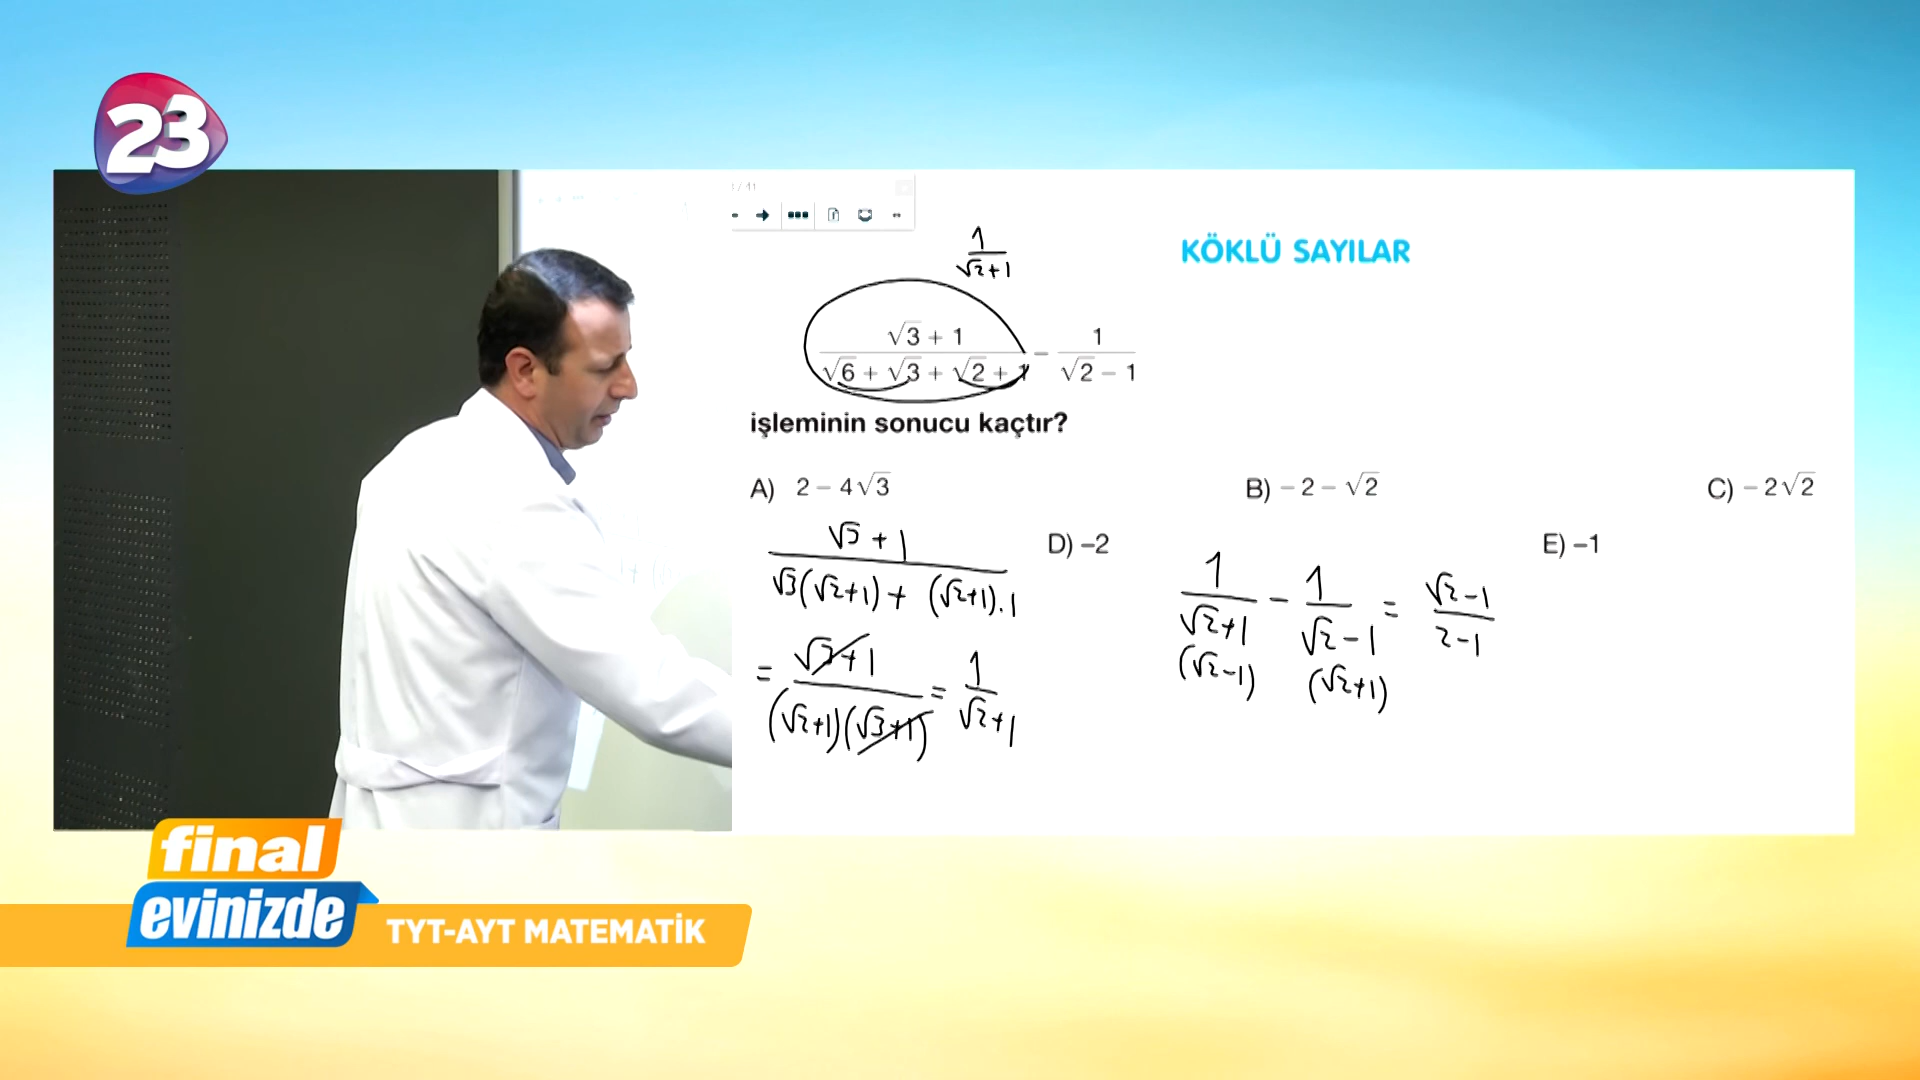 23
1 / 41
KÖKLÜ SAYILAR
1/(√2+1)
(√3 + 1)/(√6 + √3 + √2 + 1) − 1/(√2 − 1)
işleminin sonucu kaçtır?
A) 2 − 4√3
B) −2 − √2
C) −2√2
D) −2
E) −1
(√3 + 1)/(√3(√2+1) + (√2+1).1)
= (√3+1)/((√2+1)(√3+1)) = 1/(√2+1)
1/(√2+1) − 1/(√2−1) = (√2−1)/(2−1)
(√2−1) (√2+1)
final
evinizde
TYT-AYT MATEMATİK